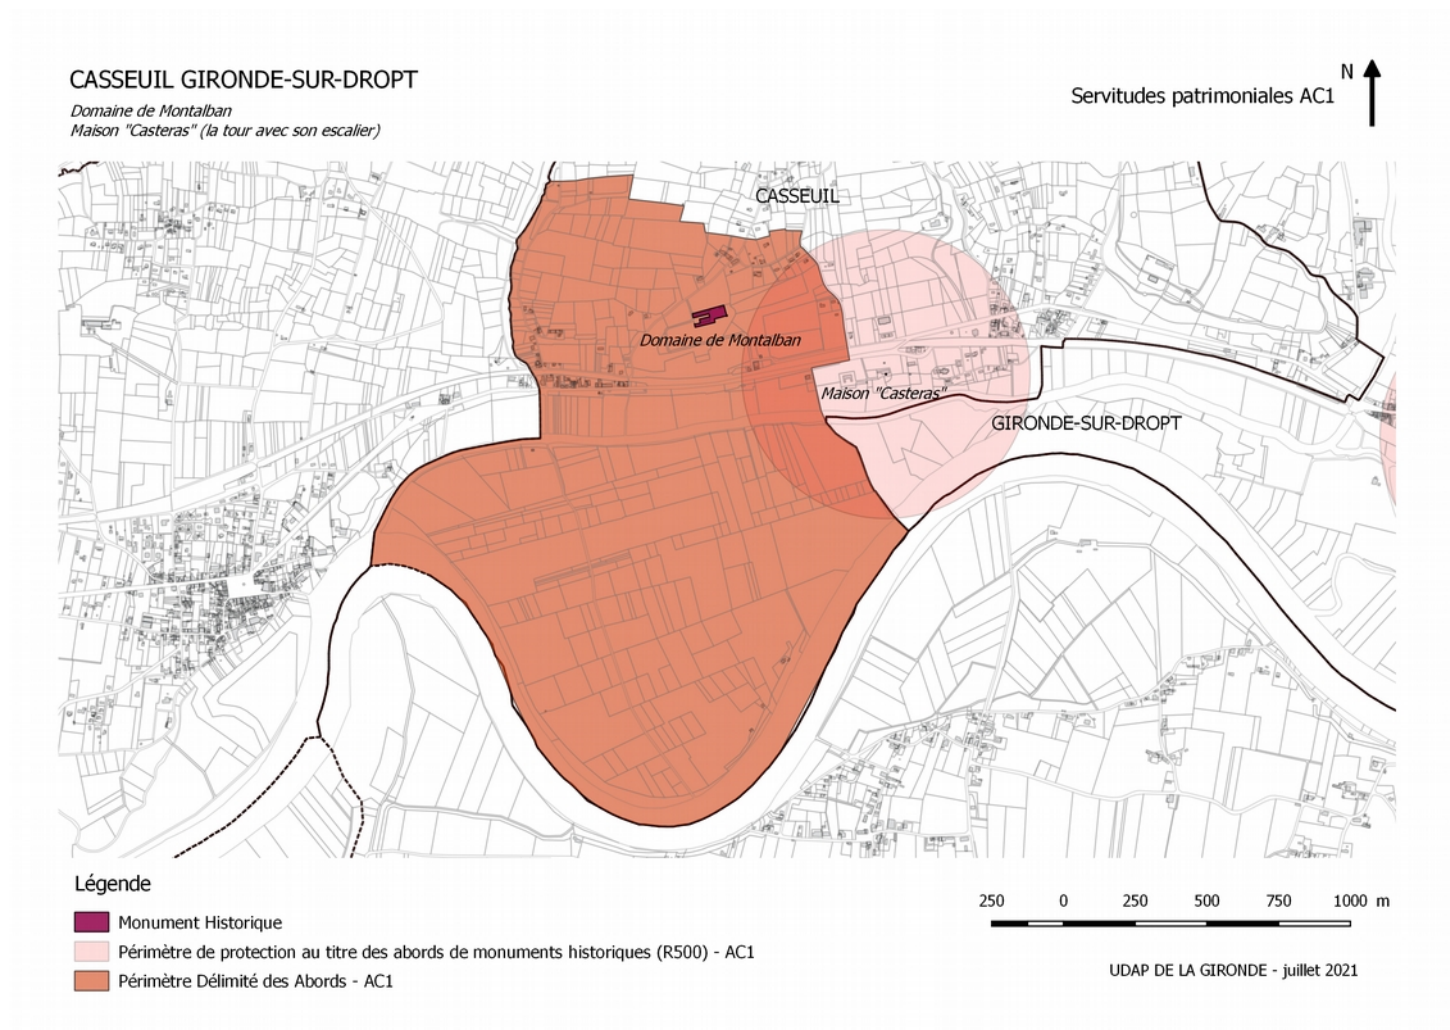 CASSEUIL GIRONDE-SUR-DROPT
Domaine de Montalban
Maison "Casteras" (la tour avec son escalier)
N
Servitudes patrimoniales AC1
CASSEUIL
Domaine de Montalban
Maison "Casteras"
GIRONDE-SUR-DROPT
Légende
Monument Historique
Périmètre de protection au titre des abords de monuments historiques (R500) - AC1
Périmètre Délimité des Abords - AC1
250 0 250 500 750 1000 m
UDAP DE LA GIRONDE - juillet 2021